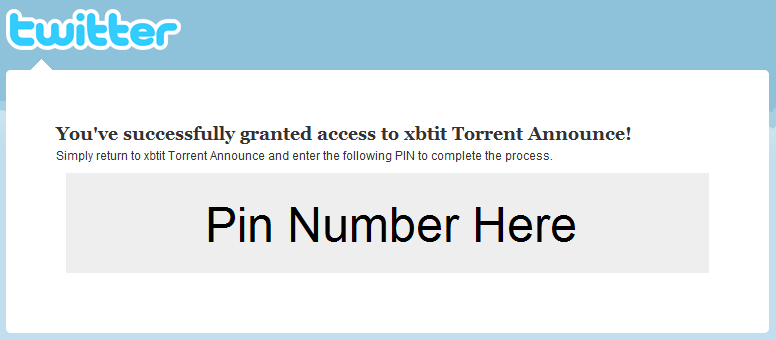 twitter
You've successfully granted access to xbtit Torrent Announce!
Simply return to xbtit Torrent Announce and enter the following PIN to complete the process.
Pin Number Here